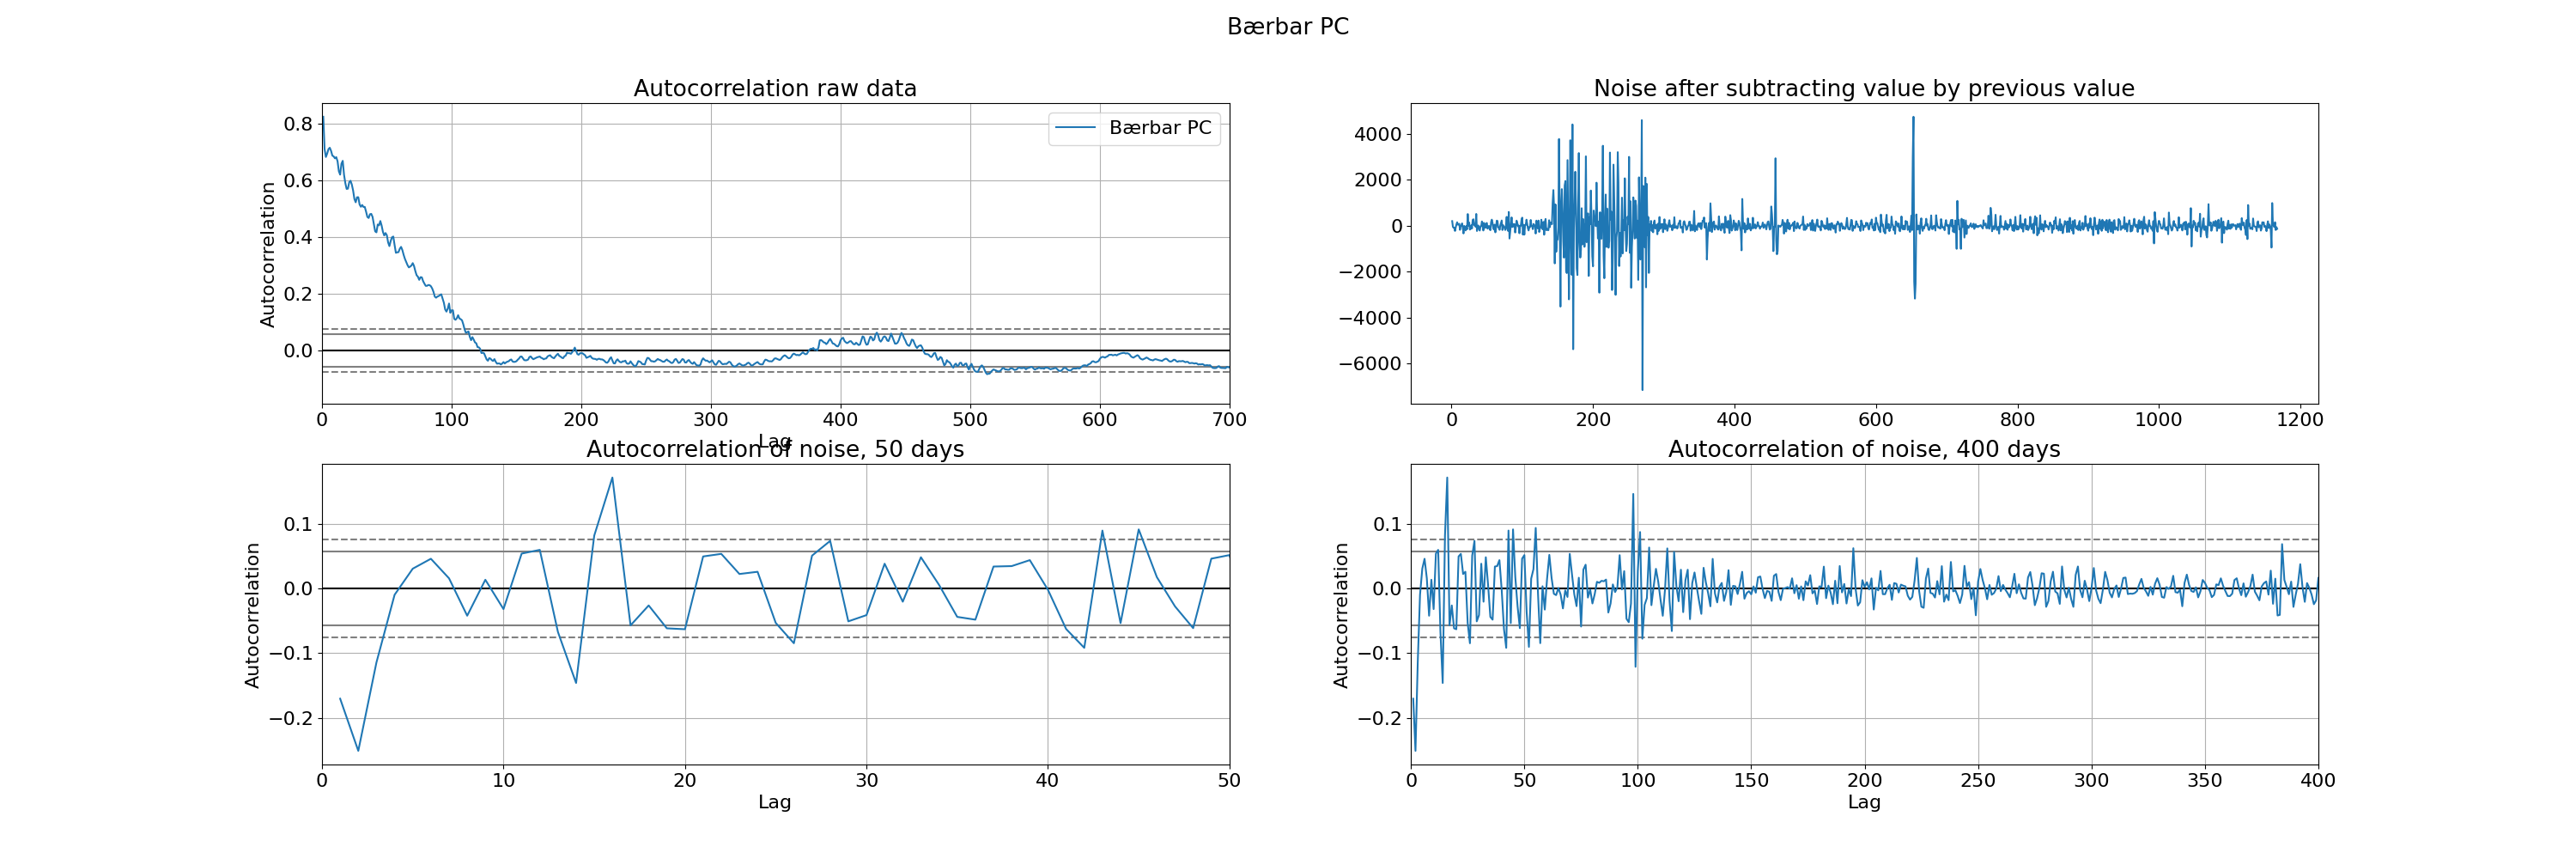 Bærbar PC
Autocorrelation raw data
Autocorrelation
0.8
0.6
0.4
0.2
0.0
Bærbar PC
0 100 200 300 400 500 600 700
Lag
Noise after subtracting value by previous value
4000
2000
0
−2000
−4000
−6000
0 200 400 600 800 1000 1200
Autocorrelation of noise, 50 days
Autocorrelation
0.1
0.0
−0.1
−0.2
0 10 20 30 40 50
Lag
Autocorrelation of noise, 400 days
Autocorrelation
0.1
0.0
−0.1
−0.2
0 50 100 150 200 250 300 350 400
Lag